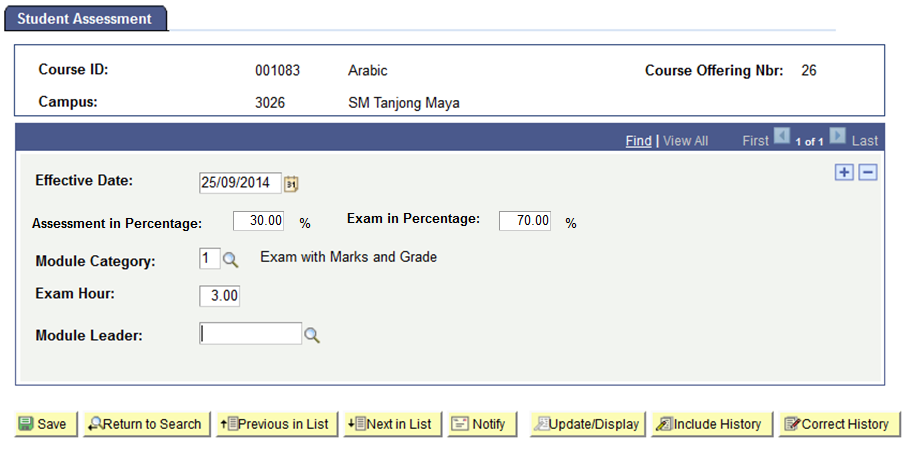 Student Assessment
Course ID: 001083 Arabic Course Offering Nbr: 26
Campus: 3026 SM Tanjong Maya
Find | View All First 1 of 1 Last
Effective Date: 25/09/2014 31
Assessment in Percentage: 30.00 % Exam in Percentage: 70.00 %
Module Category: 1 Exam with Marks and Grade
Exam Hour: 3.00
Module Leader:
Save Return to Search Previous in List Next in List Notify Update/Display Include History Correct History